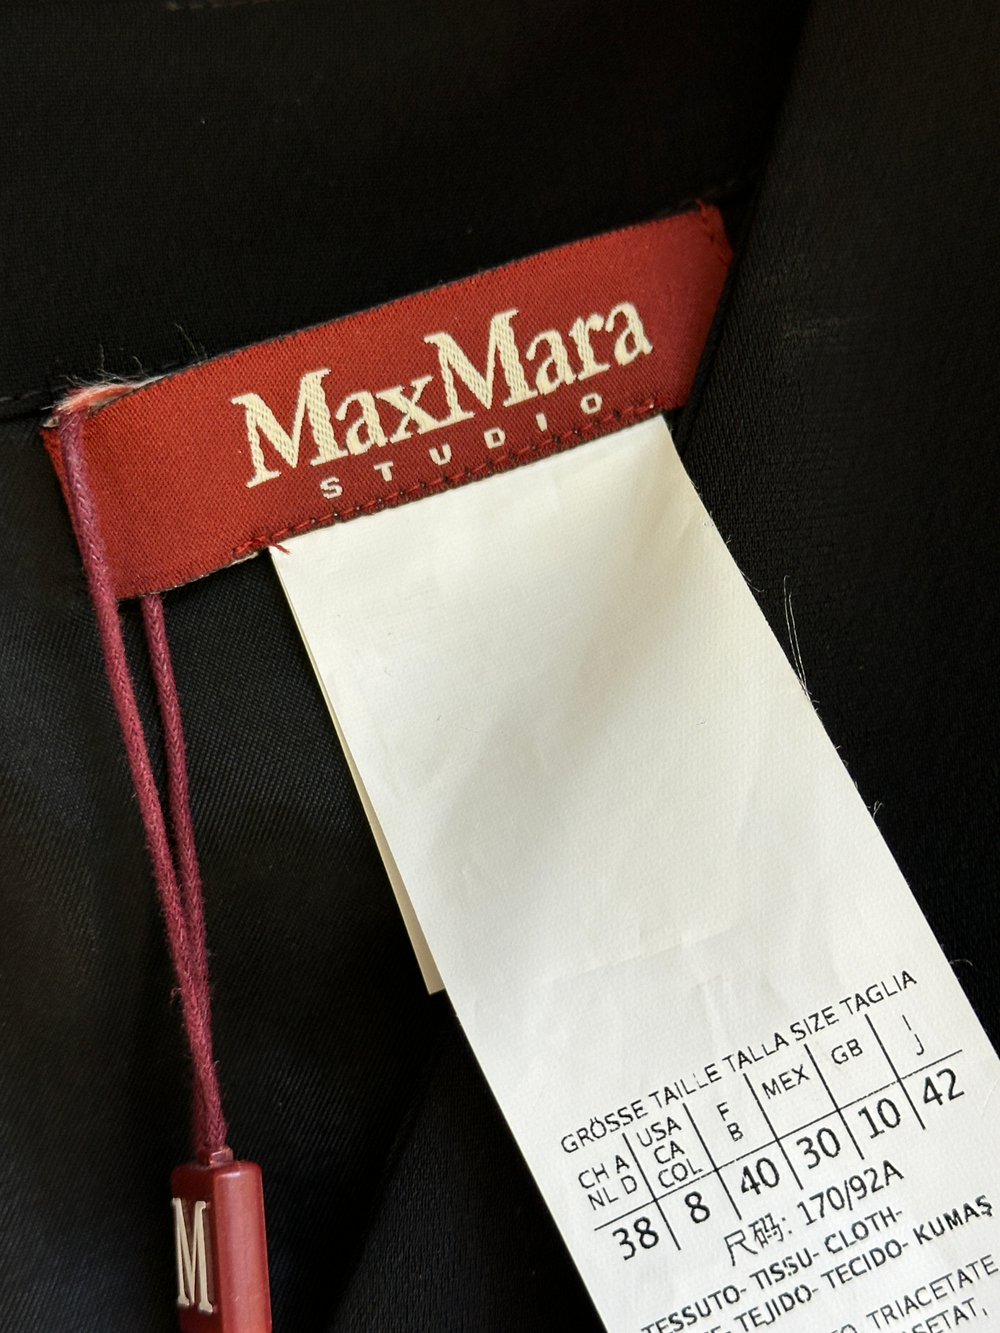 MaxMara
STUDIO
GRÖSSE TAILLE TALLA SIZE TAGLIA
CH A NL D
USA CA COL
F B
MEX
GB
I J
38 8 40 30 10 42
尺码: 170/92A
TESSUTO- TISSU- CLOTH-
TEJIDO- TECIDO- KUMAŞ
TRIACETATE
M